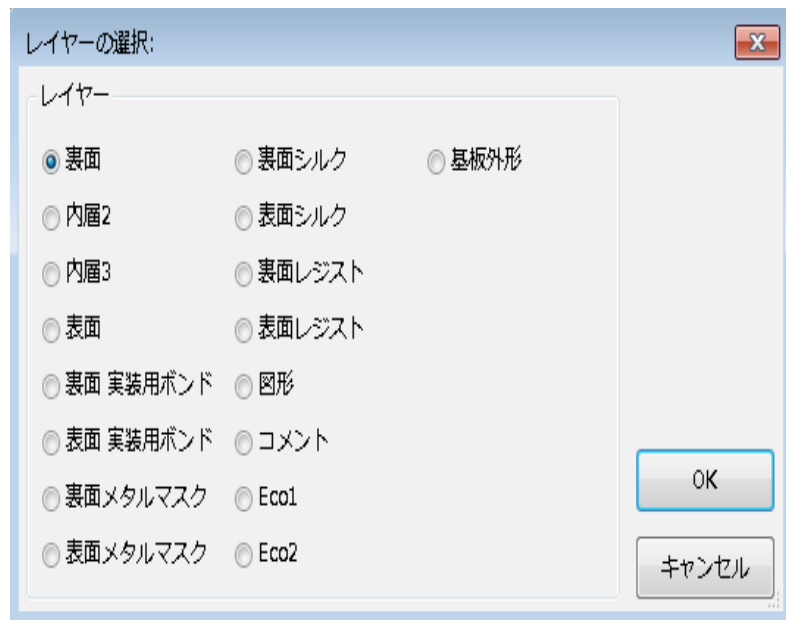 レイヤーの選択:
レイヤー
裏面 裏面シルク 基板外形
内層2 表面シルク
内層3 裏面レジスト
表面 表面レジスト
裏面 実装用ボンド 図形
表面 実装用ボンド コメント
裏面メタルマスク Eco1
表面メタルマスク Eco2
OK
キャンセル